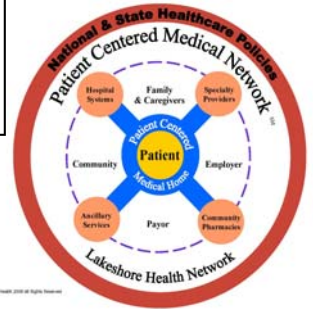 National & State Healthcare Policies
Patient Centered Medical Network
Hospital
Systems
Family
& Caregivers
Specialty
Providers
Patient Centered
Community
Patient
Employer
Medical Home
Ancillary
Services
Payor
Community
Pharmacies
Lakeshore Health Network